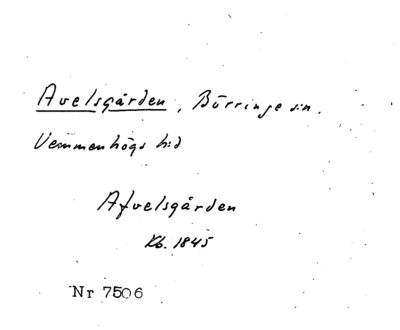 Avelsgården, Börringe sn.
Vemmenhögs hd
Afvelsgården
Kb. 1845
Nr 7506